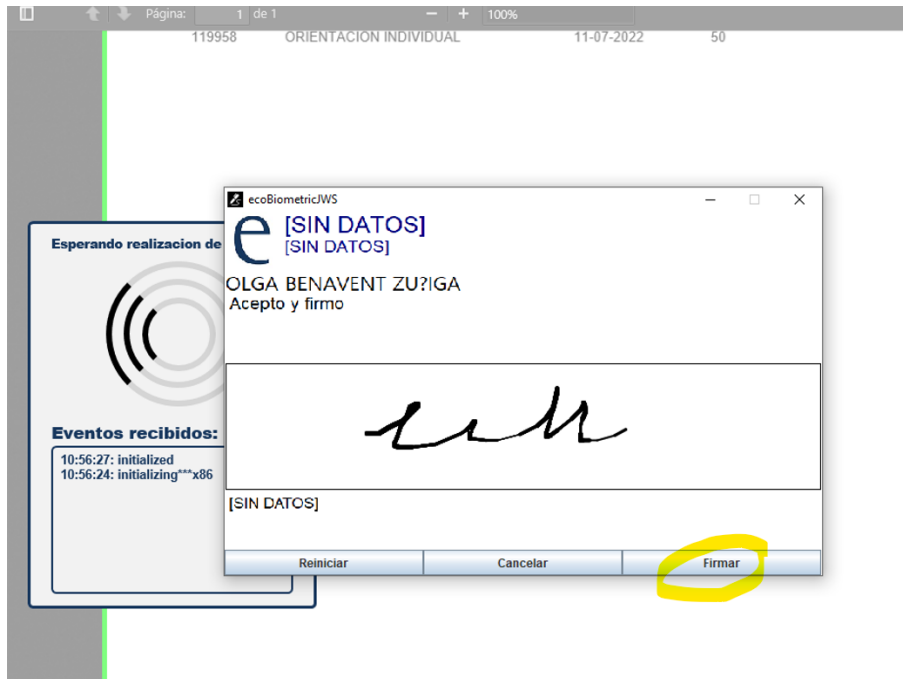 Página: 1 de 1 — + 100%
119958 ORIENTACION INDIVIDUAL 11-07-2022 50
ecoBiometricJWS
e [SIN DATOS]
[SIN DATOS]
Esperando realizacion de
OLGA BENAVENT ZU?IGA
Acepto y firmo
Eventos recibidos:
10:56:27: initialized
10:56:24: initializing***x86
[SIN DATOS]
Reiniciar Cancelar Firmar